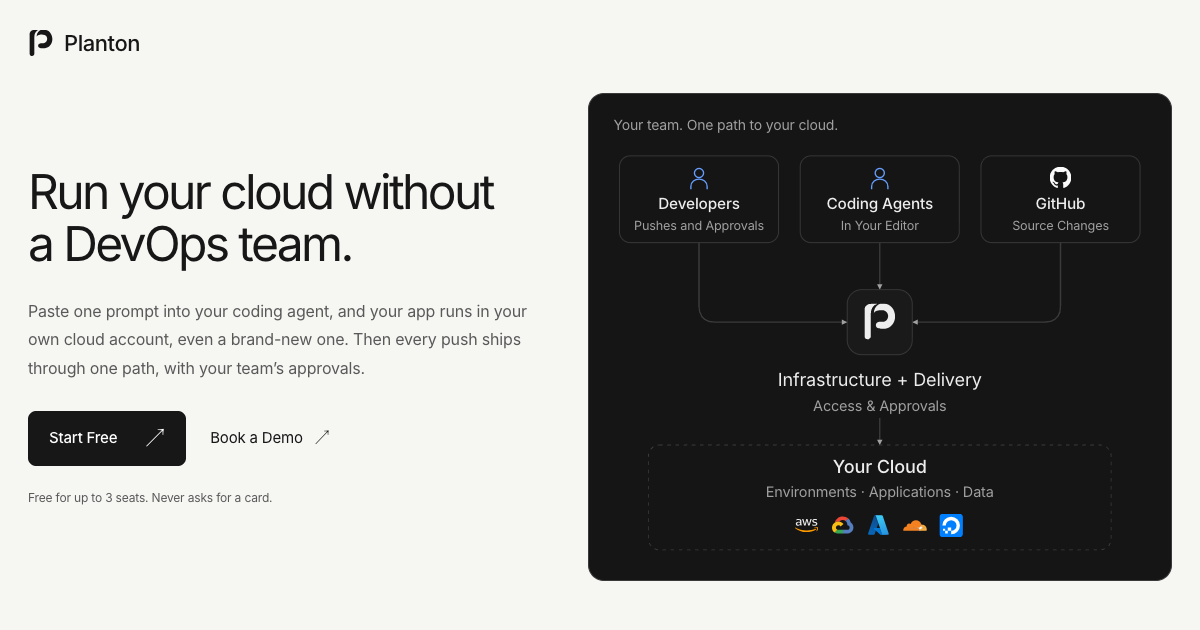 Planton
Run your cloud without
a DevOps team.
Paste one prompt into your coding agent, and your app runs in your
own cloud account, even a brand-new one. Then every push ships
through one path, with your team’s approvals.
Start Free
Book a Demo
Free for up to 3 seats. Never asks for a card.
Your team. One path to your cloud.
Developers
Pushes and Approvals
Coding Agents
In Your Editor
GitHub
Source Changes
Infrastructure + Delivery
Access & Approvals
Your Cloud
Environments · Applications · Data
aws